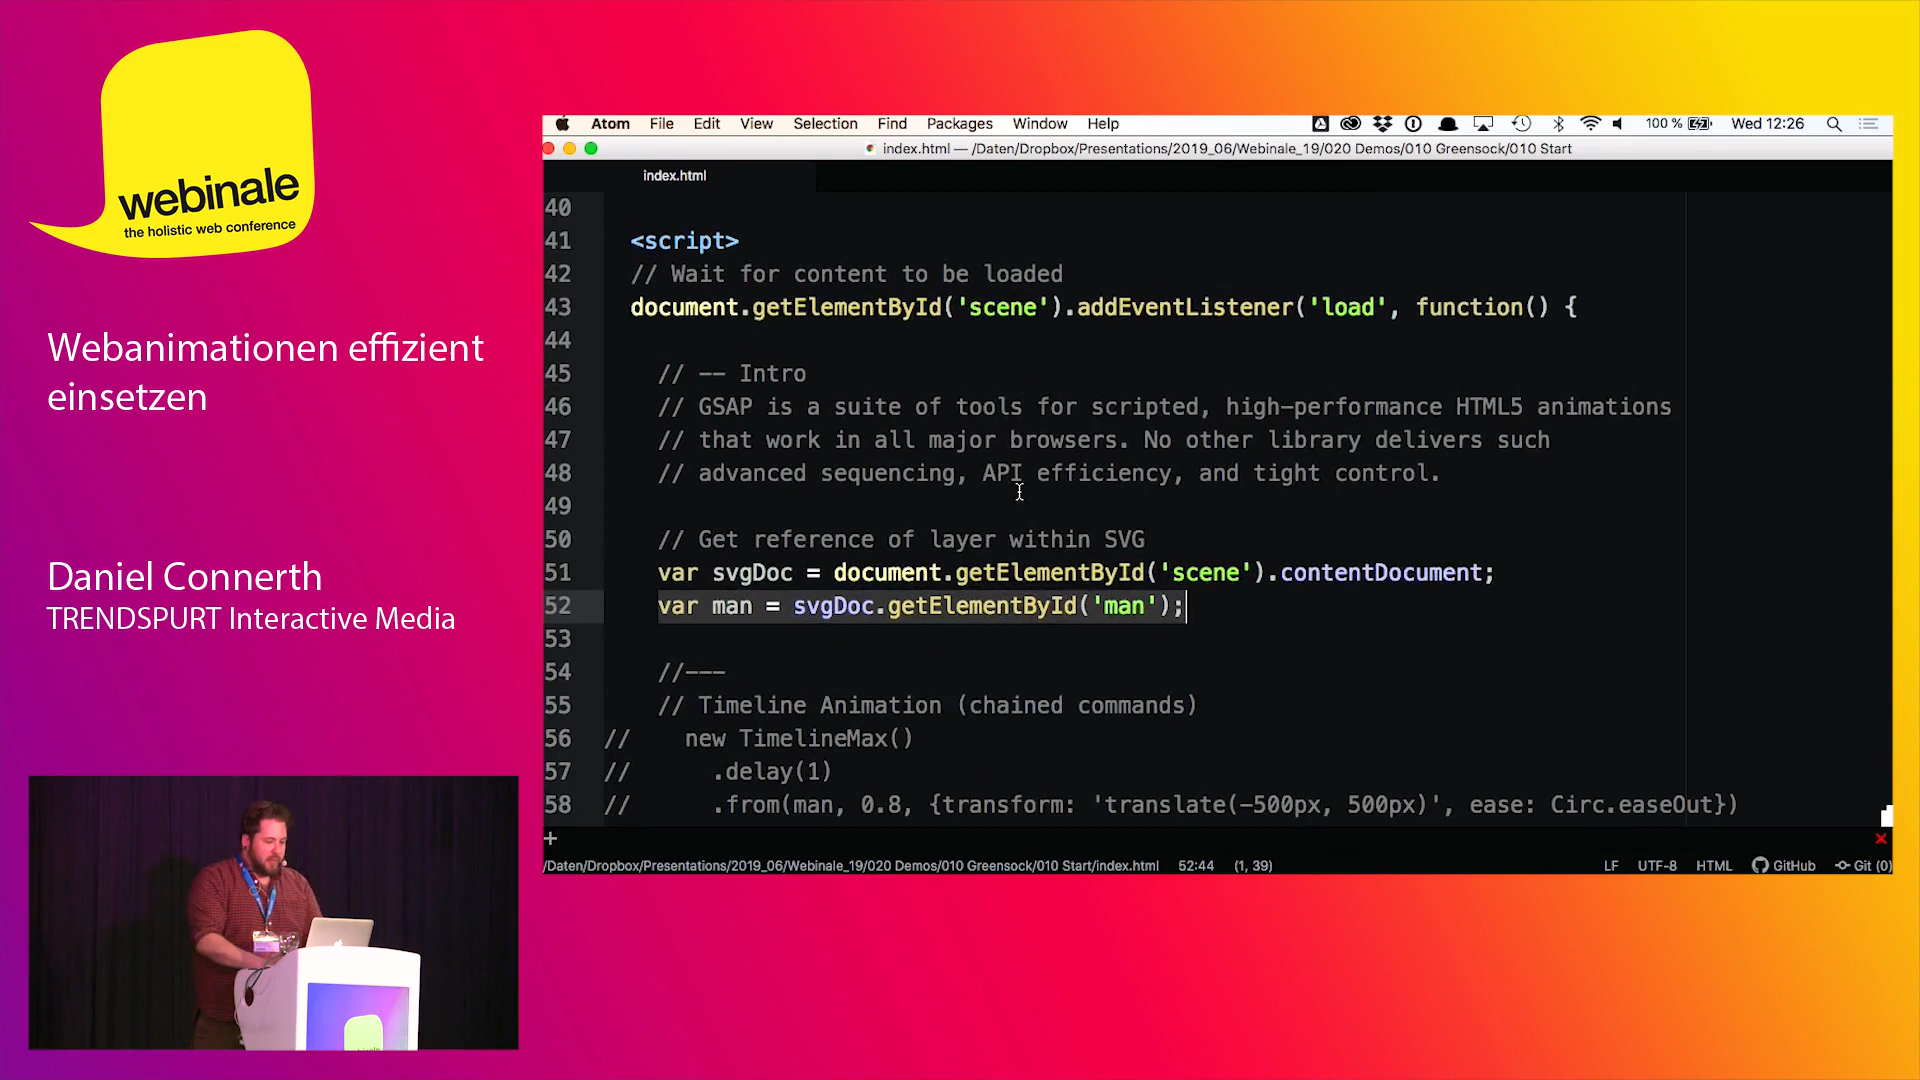 webinale
the holistic web conference
Webanimationen effizient
einsetzen
Daniel Connerth
TRENDSPURT Interactive Media
webinale
Atom File Edit View Selection Find Packages Window Help 100 % Wed 12:26
index.html — /Daten/Dropbox/Presentations/2019_06/Webinale_19/020 Demos/010 Greensock/010 Start
index.html
40
41 <script>
42 // Wait for content to be loaded
43 document.getElementById('scene').addEventListener('load', function() {
44
45 // -- Intro
46 // GSAP is a suite of tools for scripted, high-performance HTML5 animations
47 // that work in all major browsers. No other library delivers such
48 // advanced sequencing, API efficiency, and tight control.
49
50 // Get reference of layer within SVG
51 var svgDoc = document.getElementById('scene').contentDocument;
52 var man = svgDoc.getElementById('man');
53
54 //---
55 // Timeline Animation (chained commands)
56 // new TimelineMax()
57 // .delay(1)
58 // .from(man, 0.8, {transform: 'translate(-500px, 500px)', ease: Circ.easeOut})
+
/Daten/Dropbox/Presentations/2019_06/Webinale_19/020 Demos/010 Greensock/010 Start/index.html 52:44 (1, 39) LF UTF-8 HTML GitHub Git (0)